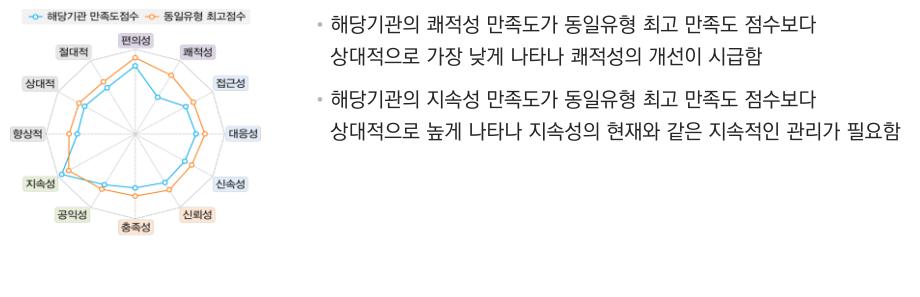 해당기관 만족도점수 동일유형 최고점수
편의성
절대적
쾌적성
상대적
접근성
향상적
대응성
지속성
신속성
공익성
신뢰성
충족성
• 해당기관의 쾌적성 만족도가 동일유형 최고 만족도 점수보다
상대적으로 가장 낮게 나타나 쾌적성의 개선이 시급함
• 해당기관의 지속성 만족도가 동일유형 최고 만족도 점수보다
상대적으로 높게 나타나 지속성의 현재와 같은 지속적인 관리가 필요함